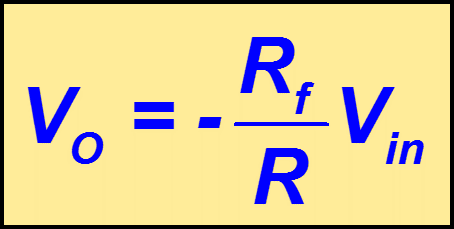 V_O = - R_f/R V_in